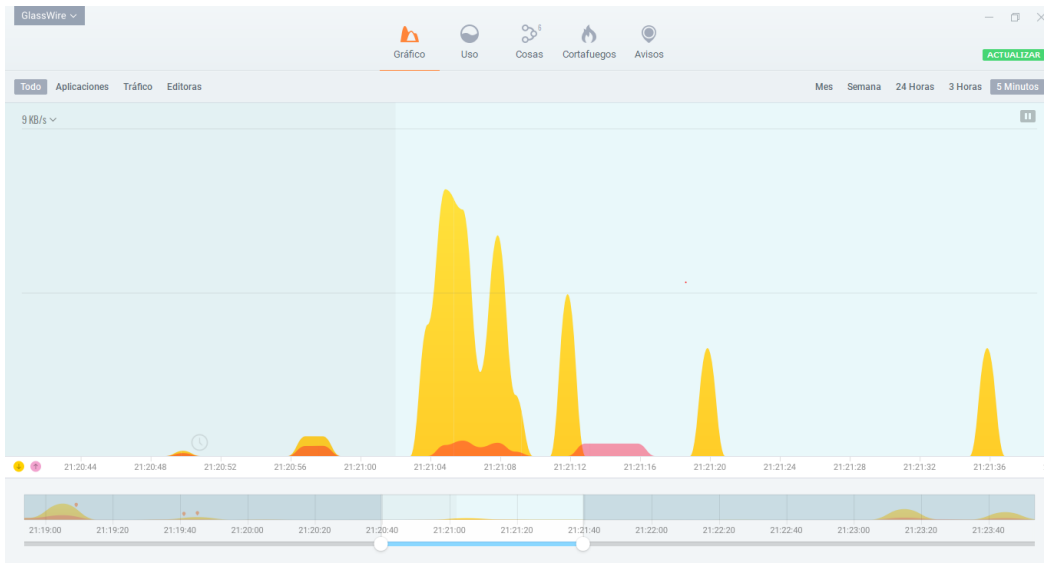 GlassWire
6
Gráfico Uso Cosas Cortafuegos Avisos
ACTUALIZAR
Todo Aplicaciones Tráfico Editoras Mes Semana 24 Horas 3 Horas 5 Minutos
9 KB/s
21:20:44 21:20:48 21:20:52 21:20:56 21:21:00 21:21:04 21:21:08 21:21:12 21:21:16 21:21:20 21:21:24 21:21:28 21:21:32 21:21:36
21:19:00 21:19:20 21:19:40 21:20:00 21:20:20 21:20:40 21:21:00 21:21:20 21:21:40 21:22:00 21:22:20 21:22:40 21:23:00 21:23:20 21:23:40